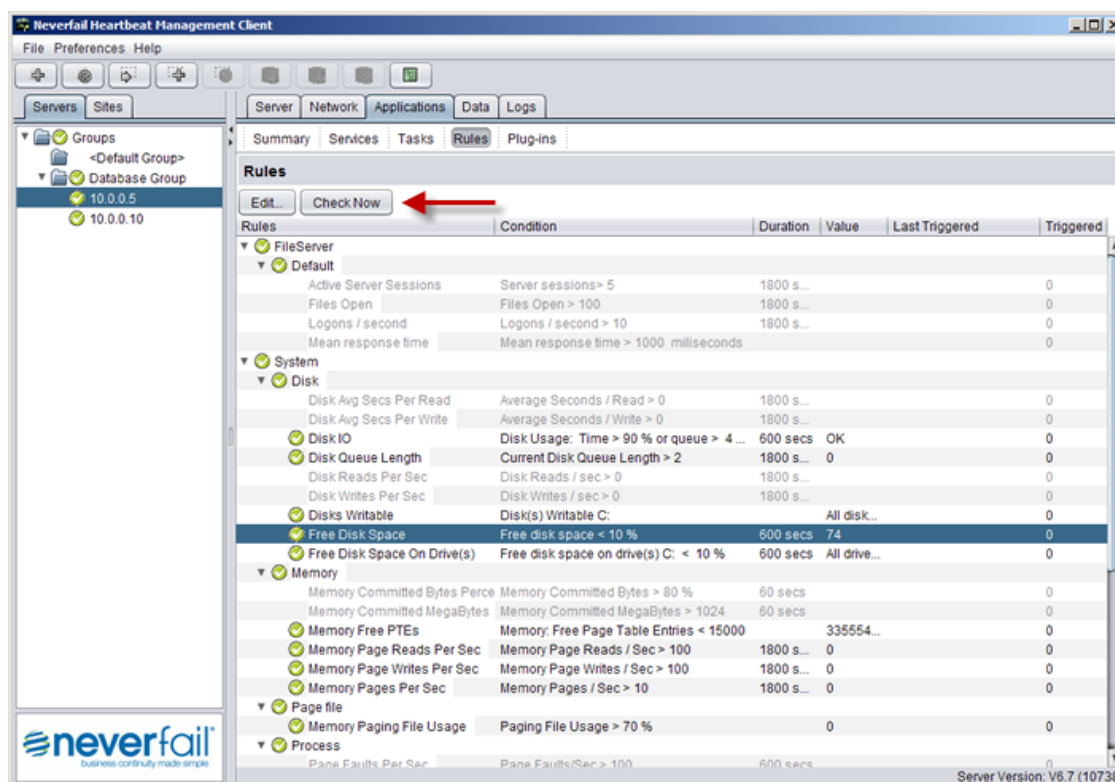 Neverfail Heartbeat Management Client
File Preferences Help
Servers Sites
Server Network Applications Data Logs
Groups
<Default Group>
Database Group
10.0.0.5
10.0.0.10
Summary Services Tasks Rules Plug-ins
Rules
Edit... Check Now
Rules Condition Duration Value Last Triggered Triggered
FileServer
Default
Active Server Sessions Server sessions> 5 1800 s... 0
Files Open Files Open > 100 1800 s... 0
Logons / second Logons / second > 10 1800 s... 0
Mean response time Mean response time > 1000 miliseconds 0
System
Disk
Disk Avg Secs Per Read Average Seconds / Read > 0 1800 s... 0
Disk Avg Secs Per Write Average Seconds / Write > 0 1800 s... 0
Disk IO Disk Usage: Time > 90 % or queue > 4 ... 600 secs OK 0
Disk Queue Length Current Disk Queue Length > 2 1800 s... 0 0
Disk Reads Per Sec Disk Reads / sec > 0 1800 s... 0
Disk Writes Per Sec Disk Writes / sec > 0 1800 s... 0
Disks Writable Disk(s) Writable C: All disk... 0
Free Disk Space Free disk space < 10 % 600 secs 74 0
Free Disk Space On Drive(s) Free disk space on drive(s) C: < 10 % 600 secs All drive... 0
Memory
Memory Committed Bytes Perce Memory Committed Bytes > 80 % 60 secs 0
Memory Committed MegaBytes Memory Committed MegaBytes > 1024 60 secs 0
Memory Free PTEs Memory: Free Page Table Entries < 15000 335554... 0
Memory Page Reads Per Sec Memory Page Reads / Sec > 100 1800 s... 0 0
Memory Page Writes Per Sec Memory Page Writes / Sec > 100 1800 s... 0 0
Memory Pages Per Sec Memory Pages / Sec > 10 1800 s... 0 0
Page file
Memory Paging File Usage Paging File Usage > 70 % 0 0
Process
Page Faults Per Sec Page Faults/Sec > 100 600 secs 0
neverfail
business continuity made simple
Server Version: V6.7 (1073